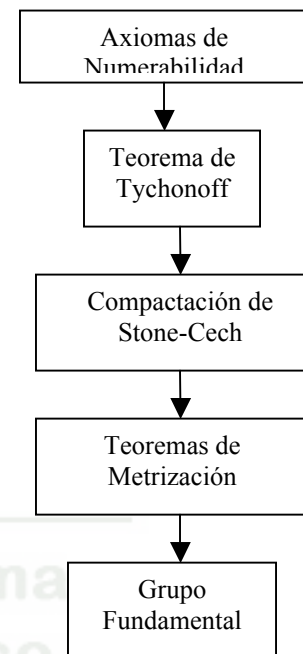 Axiomas de
Numerabilidad
Teorema de
Tychonoff
Compactación de
Stone-Cech
Teoremas de
Metrización
Grupo
Fundamental